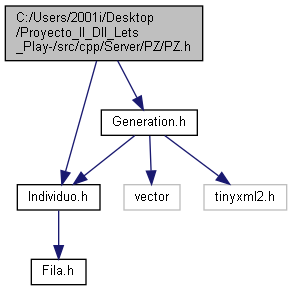 C:/Users/2001i/Desktop
/Proyecto_II_DII_Lets
_Play-/src/cpp/Server/PZ/PZ.h
Generation.h
Individuo.h
vector
tinyxml2.h
Fila.h